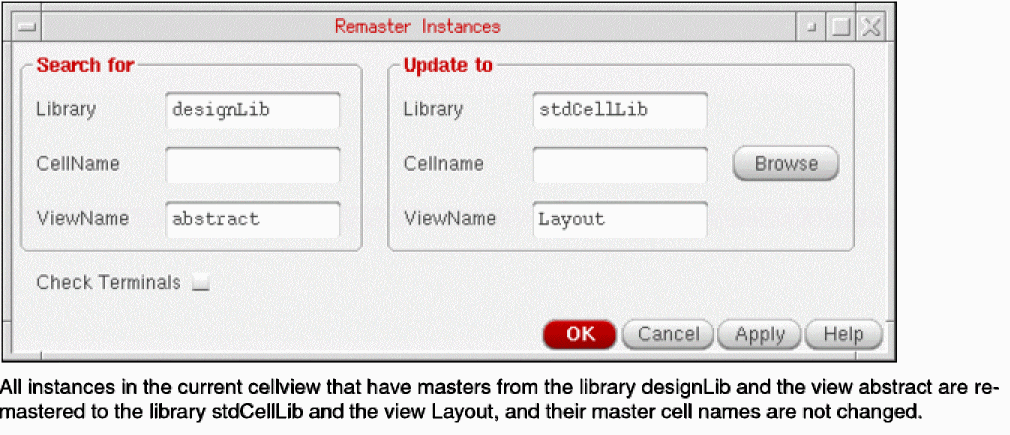 Remaster Instances
Search for
Update to
Library designLib
Library stdCellLib
CellName
Cellname
Browse
ViewName abstract
ViewName Layout
Check Terminals
OK Cancel Apply Help
All instances in the current cellview that have masters from the library designLib and the view abstract are re-
mastered to the library stdCellLib and the view Layout, and their master cell names are not changed.